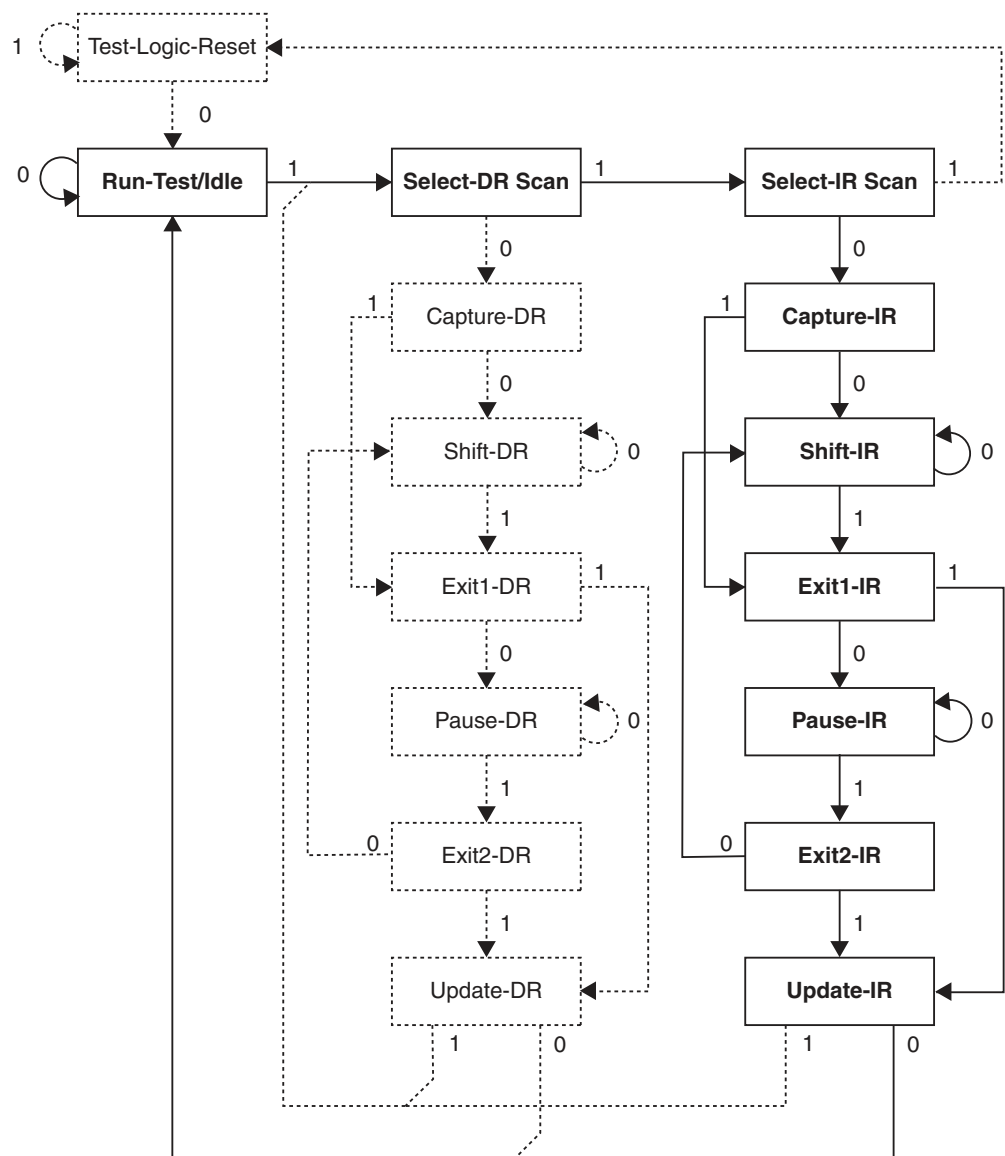 1 Test-Logic-Reset
0
0 Run-Test/Idle 1 Select-DR Scan 1 Select-IR Scan 1
0 0
1 Capture-DR 1 Capture-IR
0 0
Shift-DR 0 Shift-IR 0
1 1
Exit1-DR 1 Exit1-IR 1
0 0
Pause-DR 0 Pause-IR 0
1 1
0 Exit2-DR 0 Exit2-IR
1 1
Update-DR Update-IR
1 0 1 0